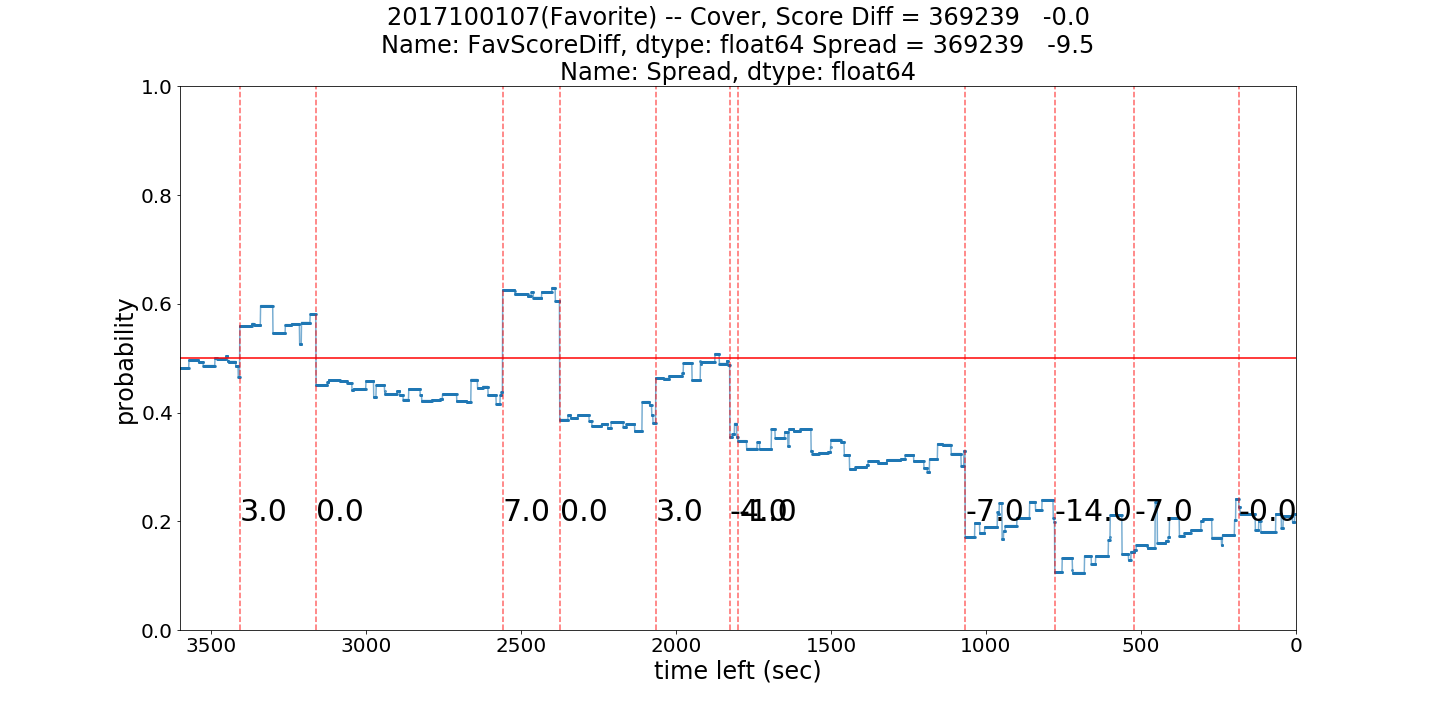 2017100107(Favorite) -- Cover, Score Diff = 369239   -0.0
Name: FavScoreDiff, dtype: float64 Spread = 369239   -9.5
Name: Spread, dtype: float64
1.0
0.8
0.6
0.4
0.2
0.0
probability
3.0 0.0 7.0 0.0 3.0 -7.0 -14.0 -7.0 -0.0
3500 3000 2500 2000 1500 1000 500 0
time left (sec)